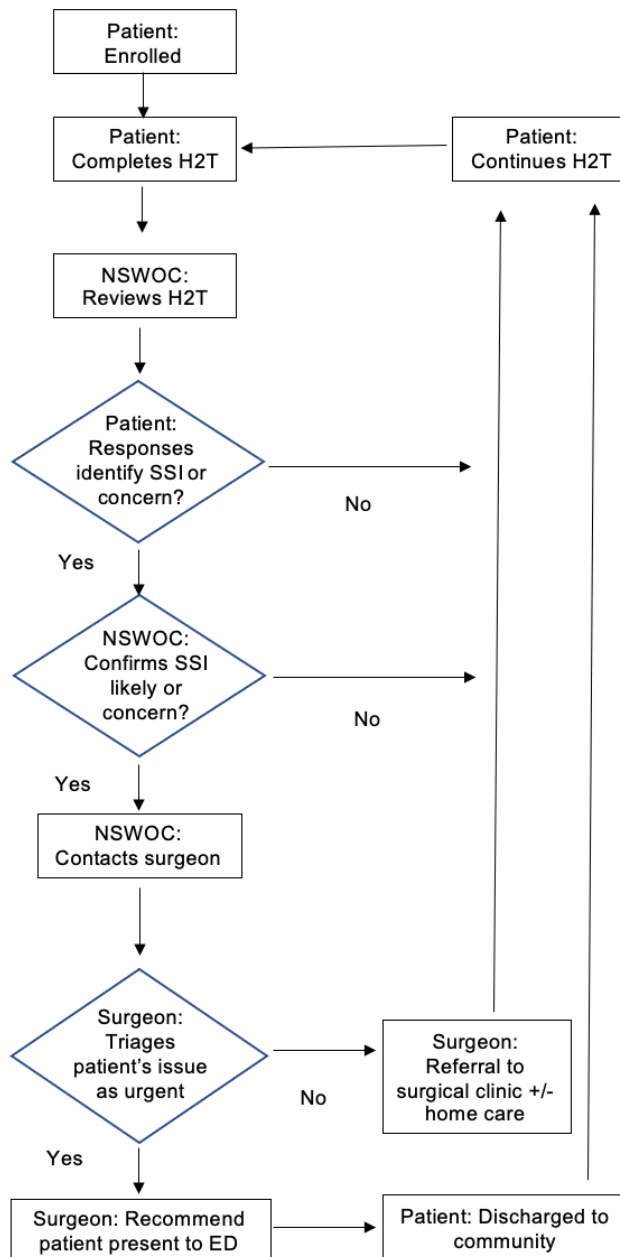 Patient:
Enrolled
Patient:
Completes H2T
Patient:
Continues H2T
NSWOC:
Reviews H2T
Patient:
Responses
identify SSI or
concern?
No
Yes
NSWOC:
Confirms SSI
likely or
concern?
No
Yes
NSWOC:
Contacts surgeon
Surgeon:
Triages
patient’s issue
as urgent
No
Surgeon:
Referral to
surgical clinic +/-
home care
Yes
Surgeon: Recommend
patient present to ED
Patient: Discharged to
community